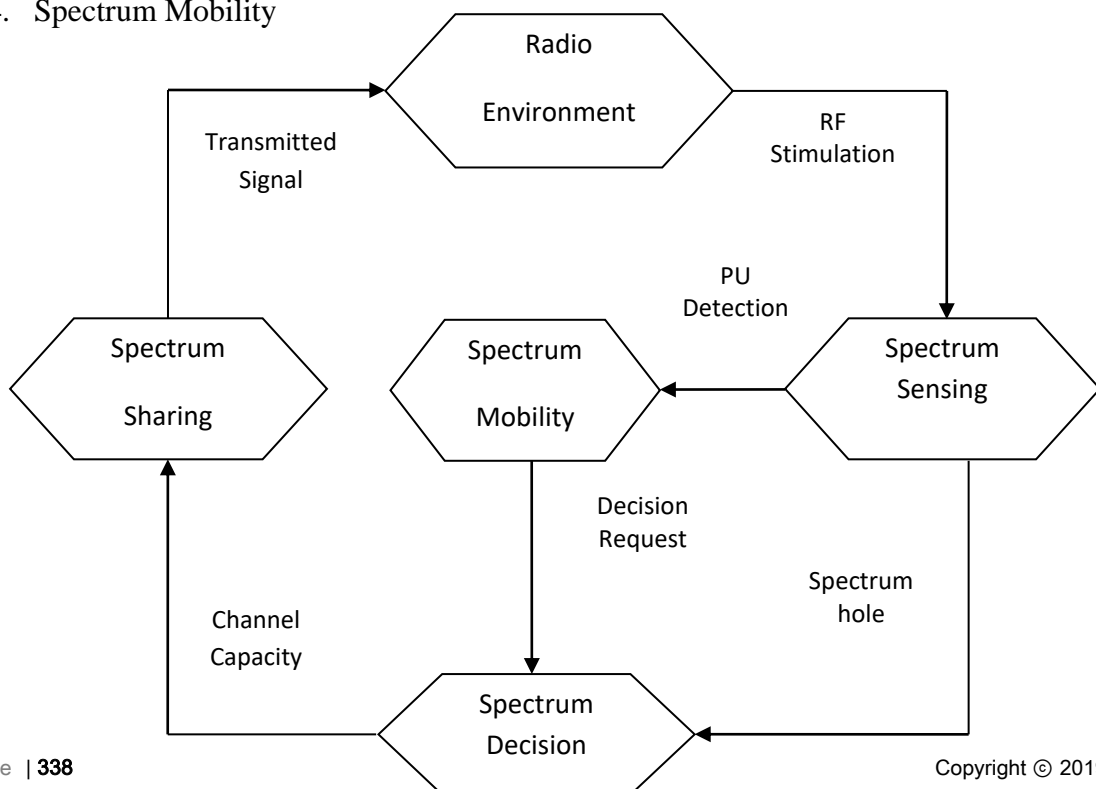 . Spectrum Mobility
Radio
Environment
RF
Stimulation
Transmitted
Signal
PU
Detection
Spectrum
Sharing
Spectrum
Mobility
Spectrum
Sensing
Decision
Request
Spectrum
hole
Channel
Capacity
Spectrum
Decision
e | 338
Copyright © 201